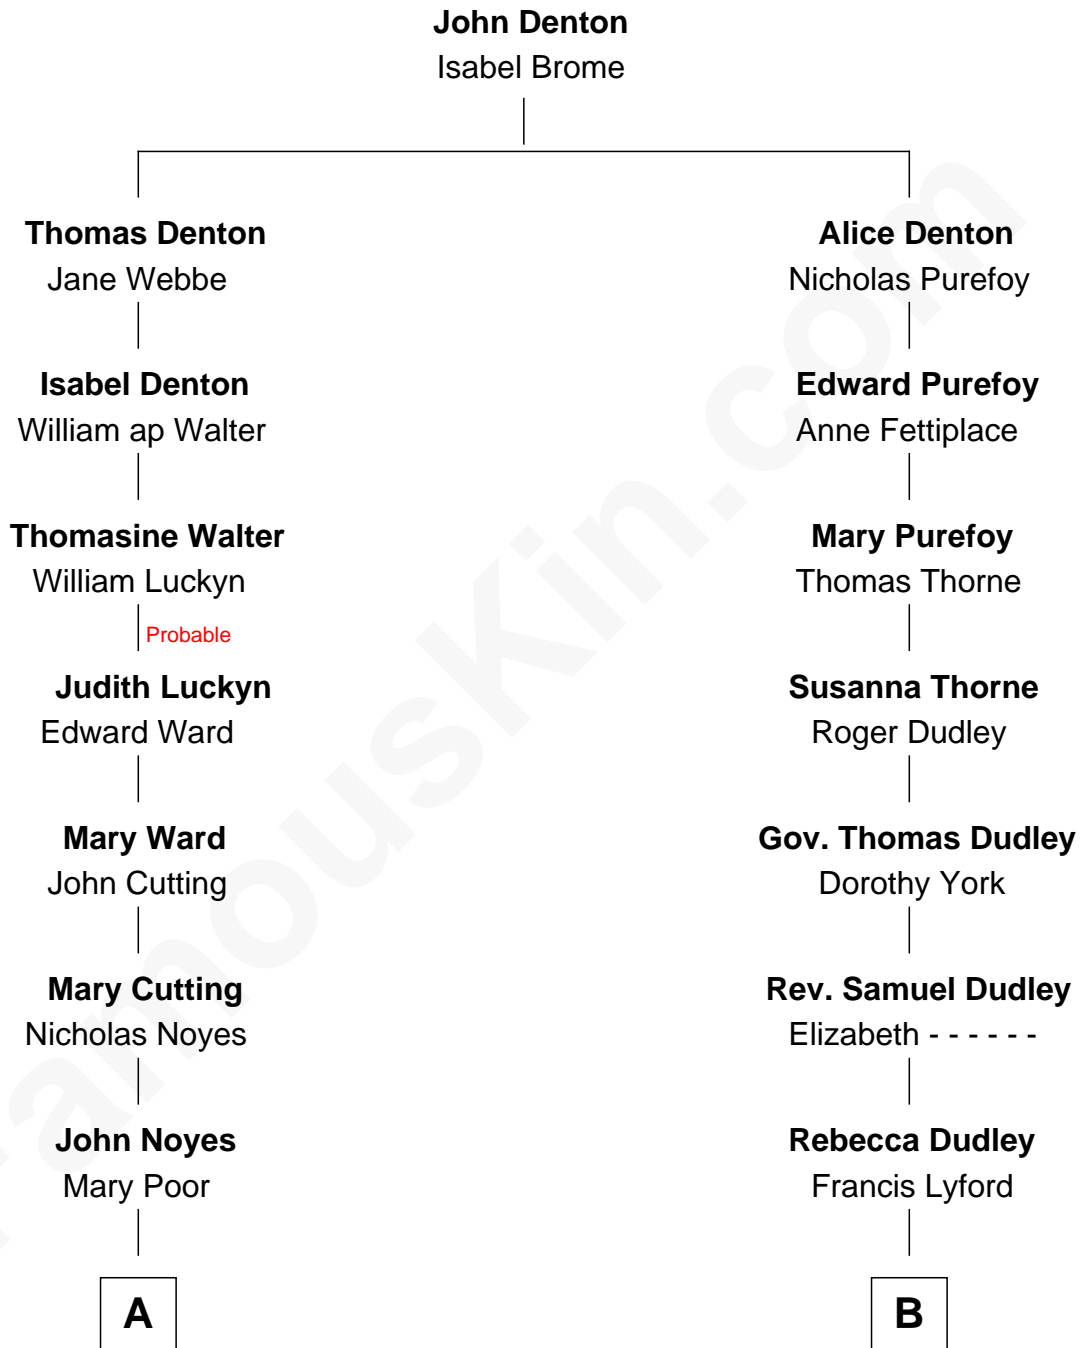 John Denton
Isabel Brome
Thomas Denton
Jane Webbe
Alice Denton
Nicholas Purefoy
Isabel Denton
William ap Walter
Edward Purefoy
Anne Fettiplace
Thomasine Walter
William Luckyn
Mary Purefoy
Thomas Thorne
Probable
Judith Luckyn
Edward Ward
Susanna Thorne
Roger Dudley
Mary Ward
John Cutting
Gov. Thomas Dudley
Dorothy York
Mary Cutting
Nicholas Noyes
Rev. Samuel Dudley
Elizabeth - - - - - -
John Noyes
Mary Poor
Rebecca Dudley
Francis Lyford
A
B
FamousKin.com